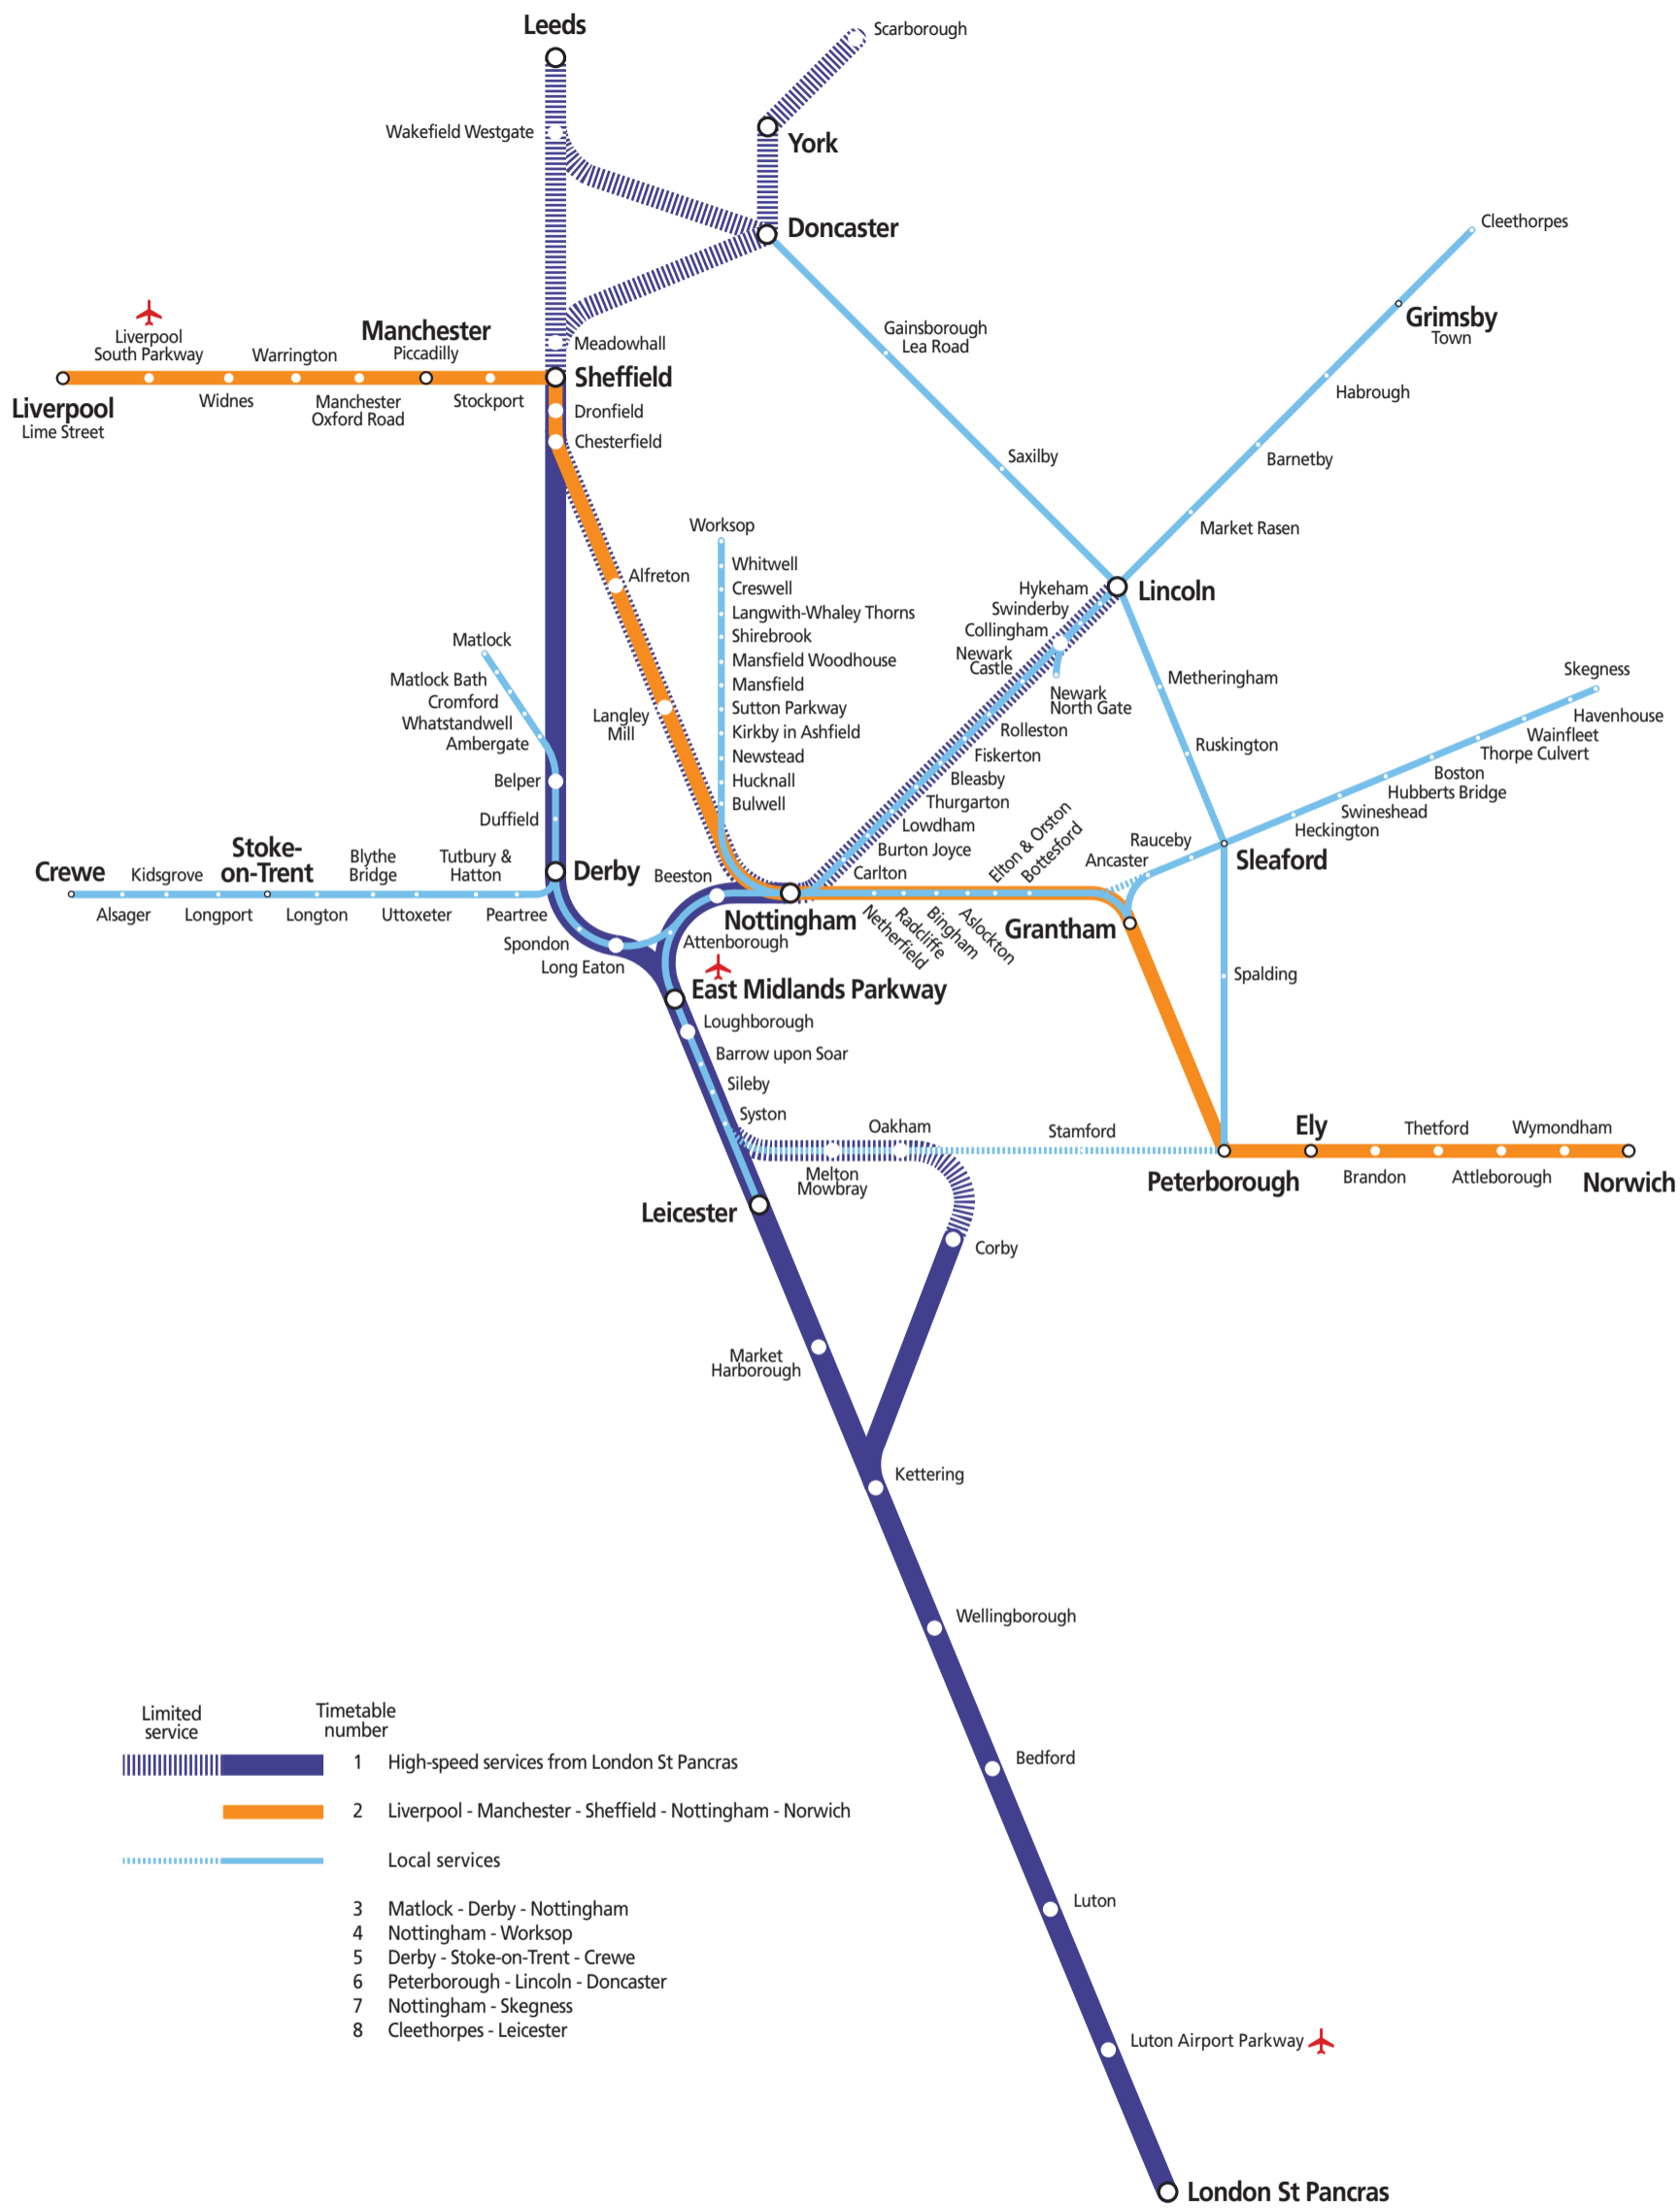 Leeds
Scarborough
Wakefield Westgate
York
Doncaster
Cleethorpes
Grimsby
Town
Liverpool
South Parkway
Warrington
Manchester
Piccadilly
Meadowhall
Sheffield
Liverpool
Lime Street
Widnes
Manchester
Oxford Road
Stockport
Dronfield
Chesterfield
Gainsborough
Lea Road
Habrough
Saxilby
Barnetby
Market Rasen
Worksop
Whitwell
Creswell
Langwith-Whaley Thorns
Shirebrook
Mansfield Woodhouse
Mansfield
Sutton Parkway
Kirkby in Ashfield
Newstead
Hucknall
Bulwell
Alfreton
Langley
Mill
Hykeham
Swinderby
Collingham
Newark
Castle
Lincoln
Newark
North Gate
Rolleston
Fiskerton
Bleasby
Thurgarton
Lowdham
Burton Joyce
Carlton
Metheringham
Ruskington
Skegness
Havenhouse
Wainfleet
Thorpe Culvert
Boston
Hubberts Bridge
Swineshead
Heckington
Sleaford
Rauceby
Ancaster
Matlock
Matlock Bath
Cromford
Whatstandwell
Ambergate
Belper
Duffield
Derby
Crewe
Kidsgrove
Stoke-
on-Trent
Blythe
Bridge
Tutbury &
Hatton
Alsager
Longport
Longton
Uttoxeter
Peartree
Spondon
Long Eaton
Beeston
Nottingham
Attenborough
Elton & Orston
Bottesford
Netherfield
Radcliffe
Bingham
Aslockton
Grantham
Spalding
East Midlands Parkway
Loughborough
Barrow upon Soar
Sileby
Syston
Oakham
Melton
Mowbray
Stamford
Ely
Thetford
Wymondham
Peterborough
Brandon
Attleborough
Norwich
Leicester
Corby
Market
Harborough
Kettering
Wellingborough
Bedford
Luton
Luton Airport Parkway
London St Pancras
Limited
service
Timetable
number
1 High-speed services from London St Pancras
2 Liverpool - Manchester - Sheffield - Nottingham - Norwich
Local services
3 Matlock - Derby - Nottingham
4 Nottingham - Worksop
5 Derby - Stoke-on-Trent - Crewe
6 Peterborough - Lincoln - Doncaster
7 Nottingham - Skegness
8 Cleethorpes - Leicester